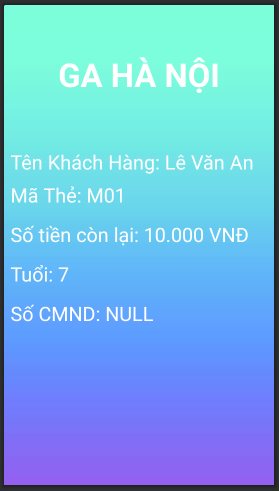 GA HÀ NỘI
Tên Khách Hàng: Lê Văn An
Mã Thẻ: M01
Số tiền còn lại: 10.000 VNĐ
Tuổi: 7
Số CMND: NULL